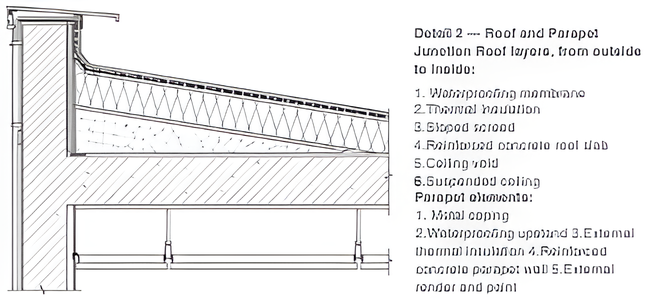 Detail 2 — Roof and Parapet
Junction Roof layers, from outside
to inside:
1. Waterproofing membrane
2. Thermal insulation
3. Sloped screed
4. Reinforced concrete roof slab
5. Ceiling void
6. Suspended ceiling
Parapet elements:
1. Metal coping
2. Waterproofing upstand 3. External
thermal insulation 4. Reinforced
concrete parapet wall 5. External
render and paint